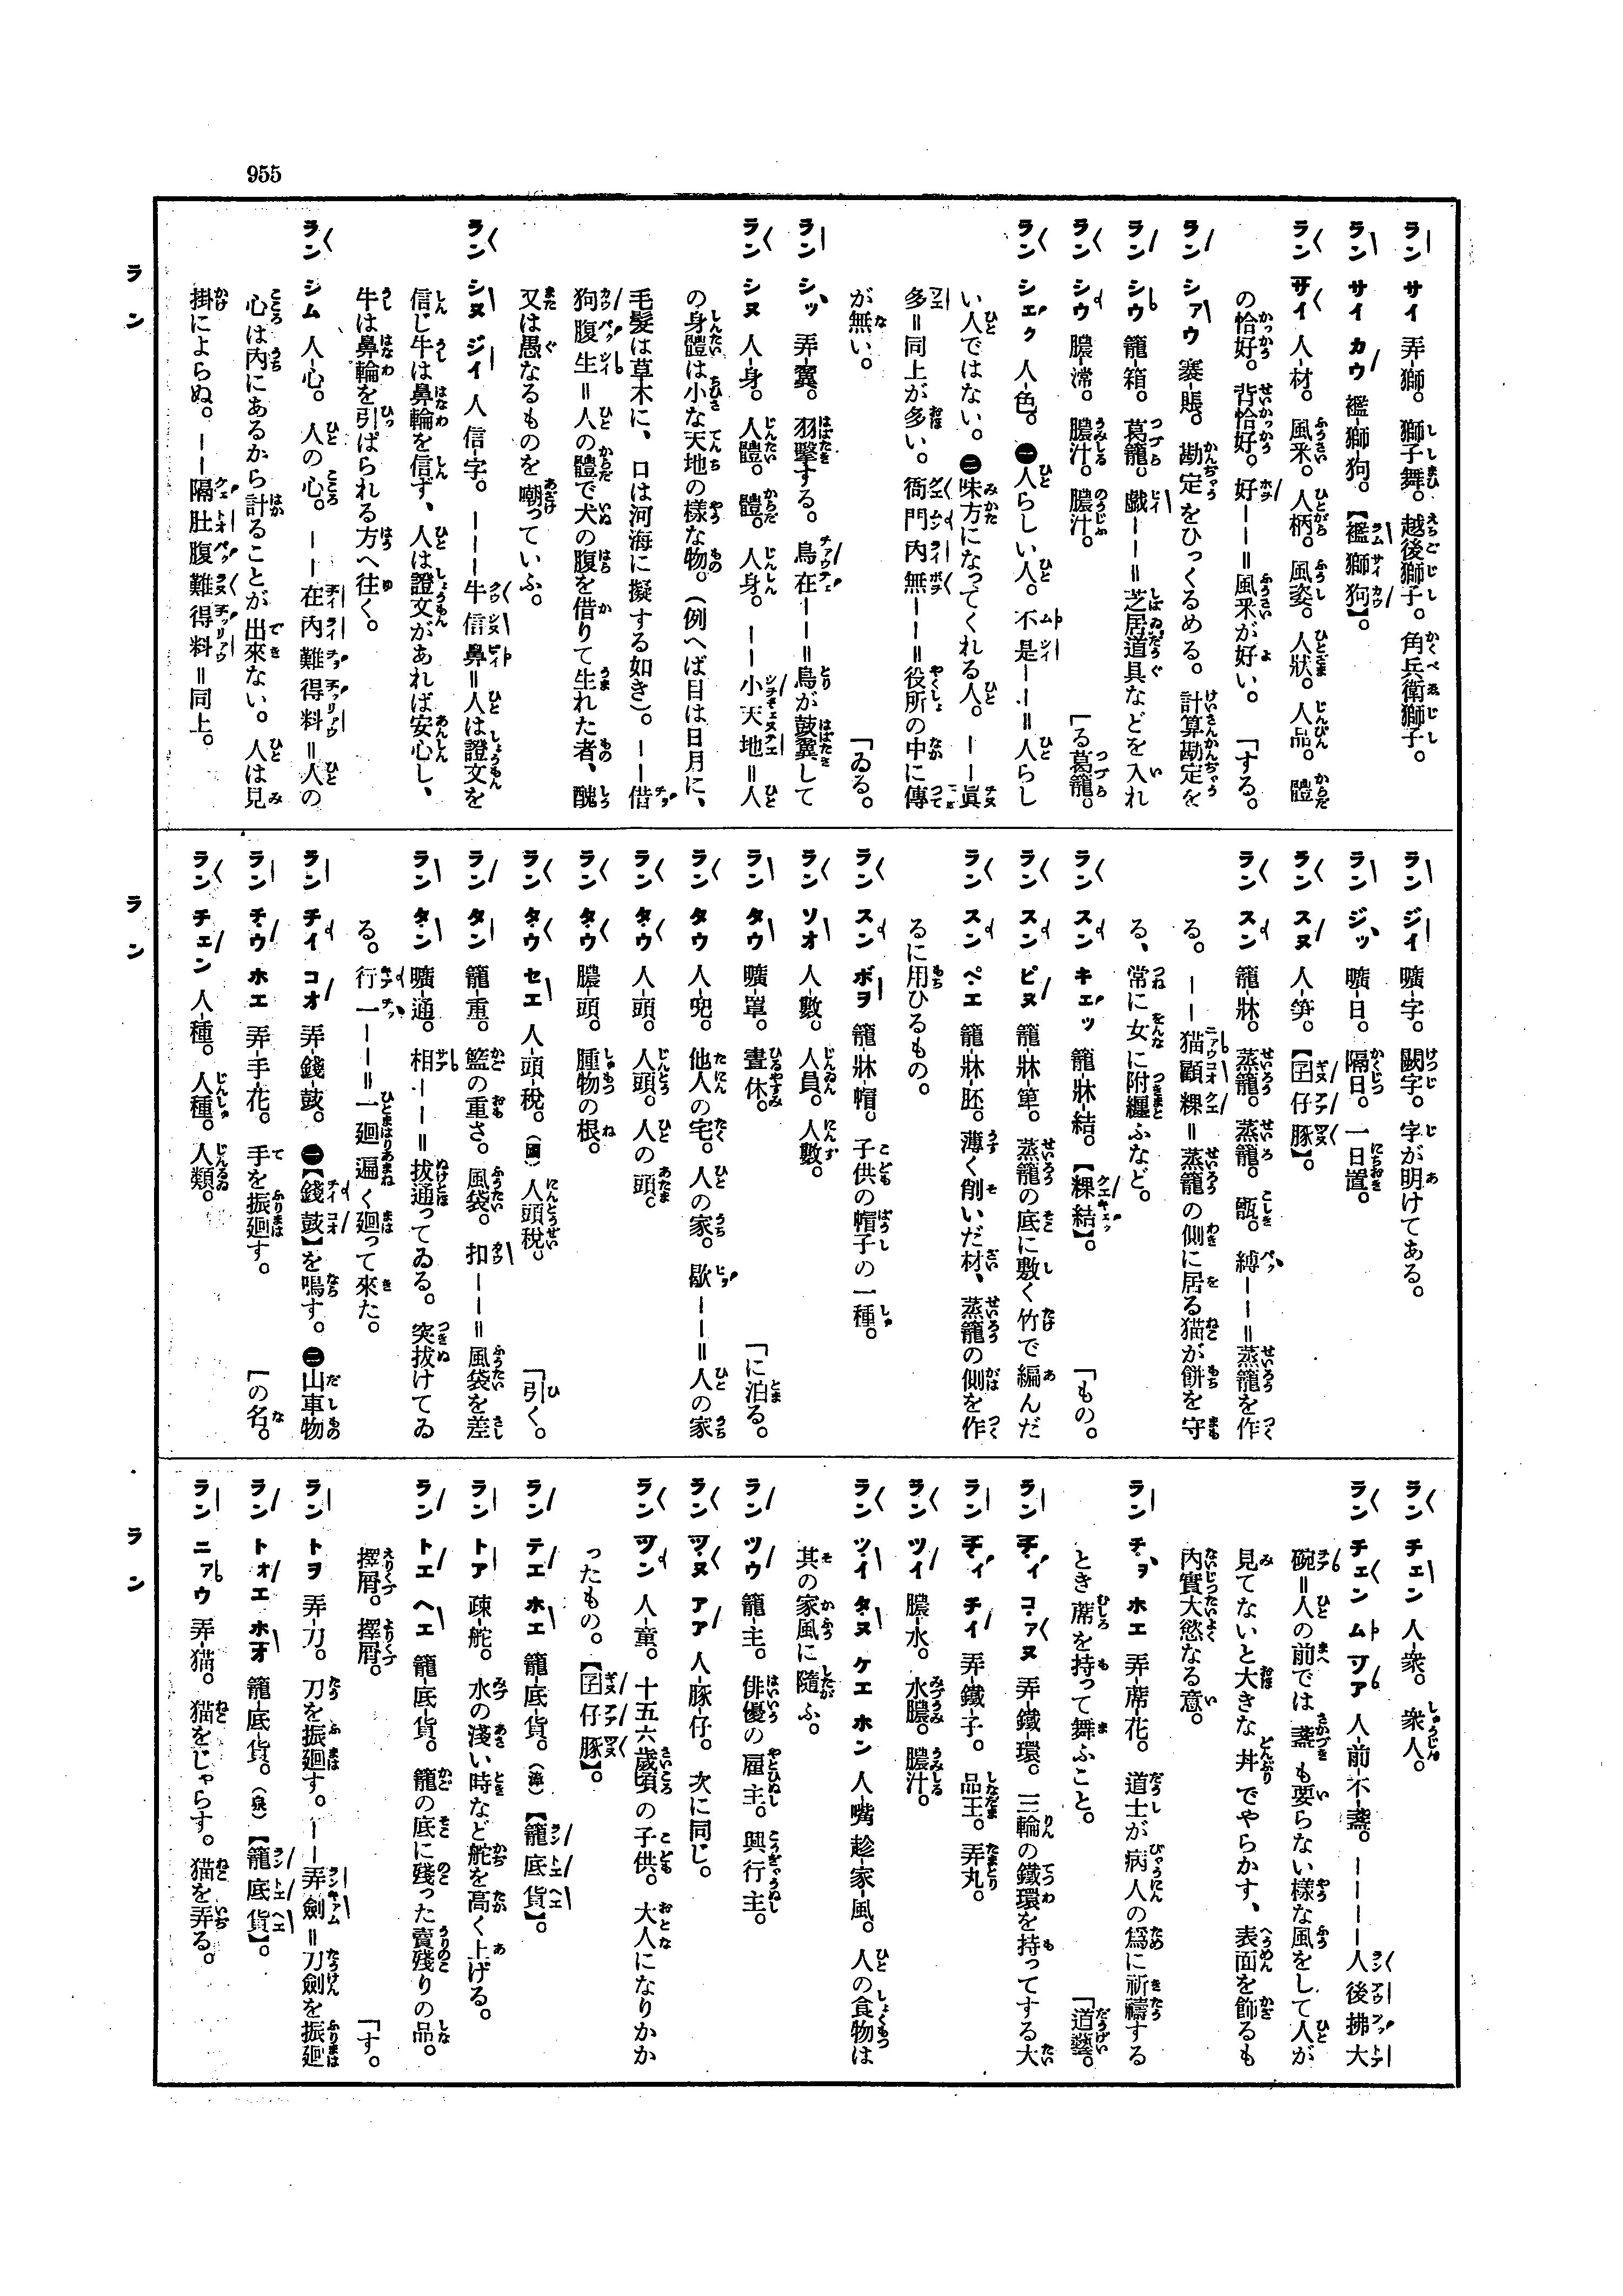 955
ラン サイ 弄-獅。獅子舞。越後獅子。角兵衛獅子。
ラン サイ カウ 襤-獅-狗。【襤獅狗】。
ラン サイ 人-材。風采。人柄。風姿。人狀。人品。體
の恰好。背恰好。好ーー＝風采が好い。「する。
ラン シァウ 賬。勘定をひっくるめる。計算勘定を
ラン シウ 籠-箱。葛籠。戯ーー＝芝居道具などを入れ
ラン シウ 膿-瀯。膿汁。膿汁。「る葛籠。
ラン シェク 人-色。㊀人らしい人。不是ーー＝人らし
い人ではない。㊁味方になってくれる人。ーー眞
多＝同上が多い。衙門內無ーー＝役所の中に傳
が無い。「ゐる。
ラン シッ 弄-翼。羽擊する。鳥在ーー＝鳥が鼓翼して
ラン シヌ 人-身。人體。體。人身。ーー小天地＝人
の身體は小な天地の樣な物。（例へば目は日月に、
毛髮は草木に、口は河海に擬する如き）。ーー借
狗腹生＝人の體で犬の腹を借りて生れた者、醜
又は愚なるものを嘲っていふ。
ラン シヌ ジイ 人信-字。ーーー牛信鼻＝人は證文を
信じ牛は鼻輪を信ず、人は證文があれば安心し、
牛は鼻輪を引ばられる方へ往く。
ラン ジム 人-心。人の心。ーー在內難得料＝人の
心は內にあるから計ることが出來ない。人は見
掛によらぬ。ーー隔肚腹難得料＝同上。
ラン ジイ 曠-字。闕字。字が明けてある。
ラン ジッ 曠-日。隔日。一日置。
ラン スヌ 人-笋。【囝仔豚】。
ラン スン 籠-牀。蒸籠。蒸籠。甑。縛ーー＝蒸籠を作
る。ーー猫顧粿＝蒸籠の側に居る猫が餅を守
る、常に女に附纏ふなど。
ラン スン キェッ 籠-牀-結。【粿結】。「もの。
ラン スン ピヌ 籠-牀-箄。蒸籠の底に敷く竹で編んだ
ラン スン ペエ 籠-牀-胚。薄く削いだ材、蒸籠の側を作
るに用ひるもの。
ラン スン ボヲ 籠-牀-帽。子供の帽子の一種。
ラン ソオ 人-數。人員。人數。
ラン タウ 曠-罩。晝休。「に泊る。
ラン タウ 人-兜。他人の宅。人の家。歇ーー＝人の家
ラン タウ 人-頭。人頭。人の頭。
ラン タウ 膿-頭。腫物の根。
ラン タウ セエ 人-頭-稅。（國）人頭稅。「引く。
ラン タン 籠-重。籃の重さ。風袋。扣ーー＝風袋を差
ラン タン 曠-通。相ーー＝拔通ってゐる。突拔けてゐ
る。行一ーー＝一廻遍く廻って來た。
ラン チイ コオ 弄-錢-鼓。㊀【錢鼓】を鳴す。㊁山車物
ラン チウ ホエ 弄-手-花。手を振廻す。「の名。
ラン チェン 人-種。人種。人類。
ラン チェン 人-衆。衆人。
ラン チェン ム ツァ 人-前-不-盞。ーーーー人後拂大
碗＝人の前では盞も要らない樣な風をして人が
見てないと大きな丼でやらかす、表面を飾るも
內實大慾なる意。
ラン チヲ ホエ 弄-蓆-花。道士が病人の爲に祈禱する
とき蓆を持って舞ふこと。「道藝。
ラン チイ コァヌ 弄-鐵-環。三輪の鐵環を持ってする大
ラン チイ チイ 弄-鐵-子。品王。弄丸。
ラン ツイ 膿-水。水膿。膿汁。
ラン ツイ タヌ ケエ ホン 人-嘴 趁-家-風。人の食物は
其の家風に隨ふ。
ラン ツウ 籠-主。俳優の雇主。興行主。
ラン ツヌ アア 人-豚-仔。次に同じ。
ラン ツン 人-童。十五六歲頃の子供。大人になりかか
ったもの。【囝仔豚】。
ラン テエ ホエ 籠-底-貨。（漳）【籠底貨】。
ラン トア 疎-舵。水の淺い時など舵を高く上げる。
ラン トエ ヘエ 籠-底-貨。籠の底に殘った賣殘りの品。
擇屑。擇屑。「す。
ラン トヲ 弄-刀。刀を振廻す。ーー弄劍＝刀劍を振廻
ラン トオエ ホオ 籠-底-貨。（泉）【籠底貨】。
ラン ニァウ 弄-猫。猫をじゃらす。猫を弄る。
ラン
ラン
ラン